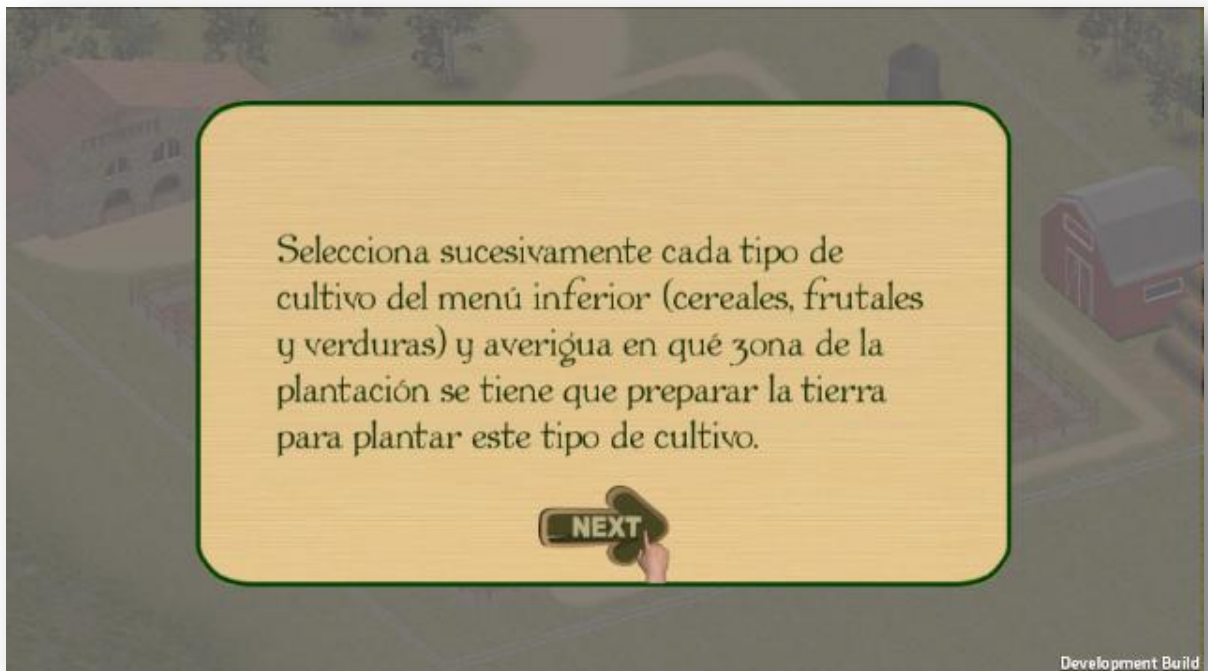 Selecciona sucesivamente cada tipo de
cultivo del menú inferior (cereales, frutales
y verduras) y averigua en qué zona de la
plantación se tiene que preparar la tierra
para plantar este tipo de cultivo.
NEXT
Development Build